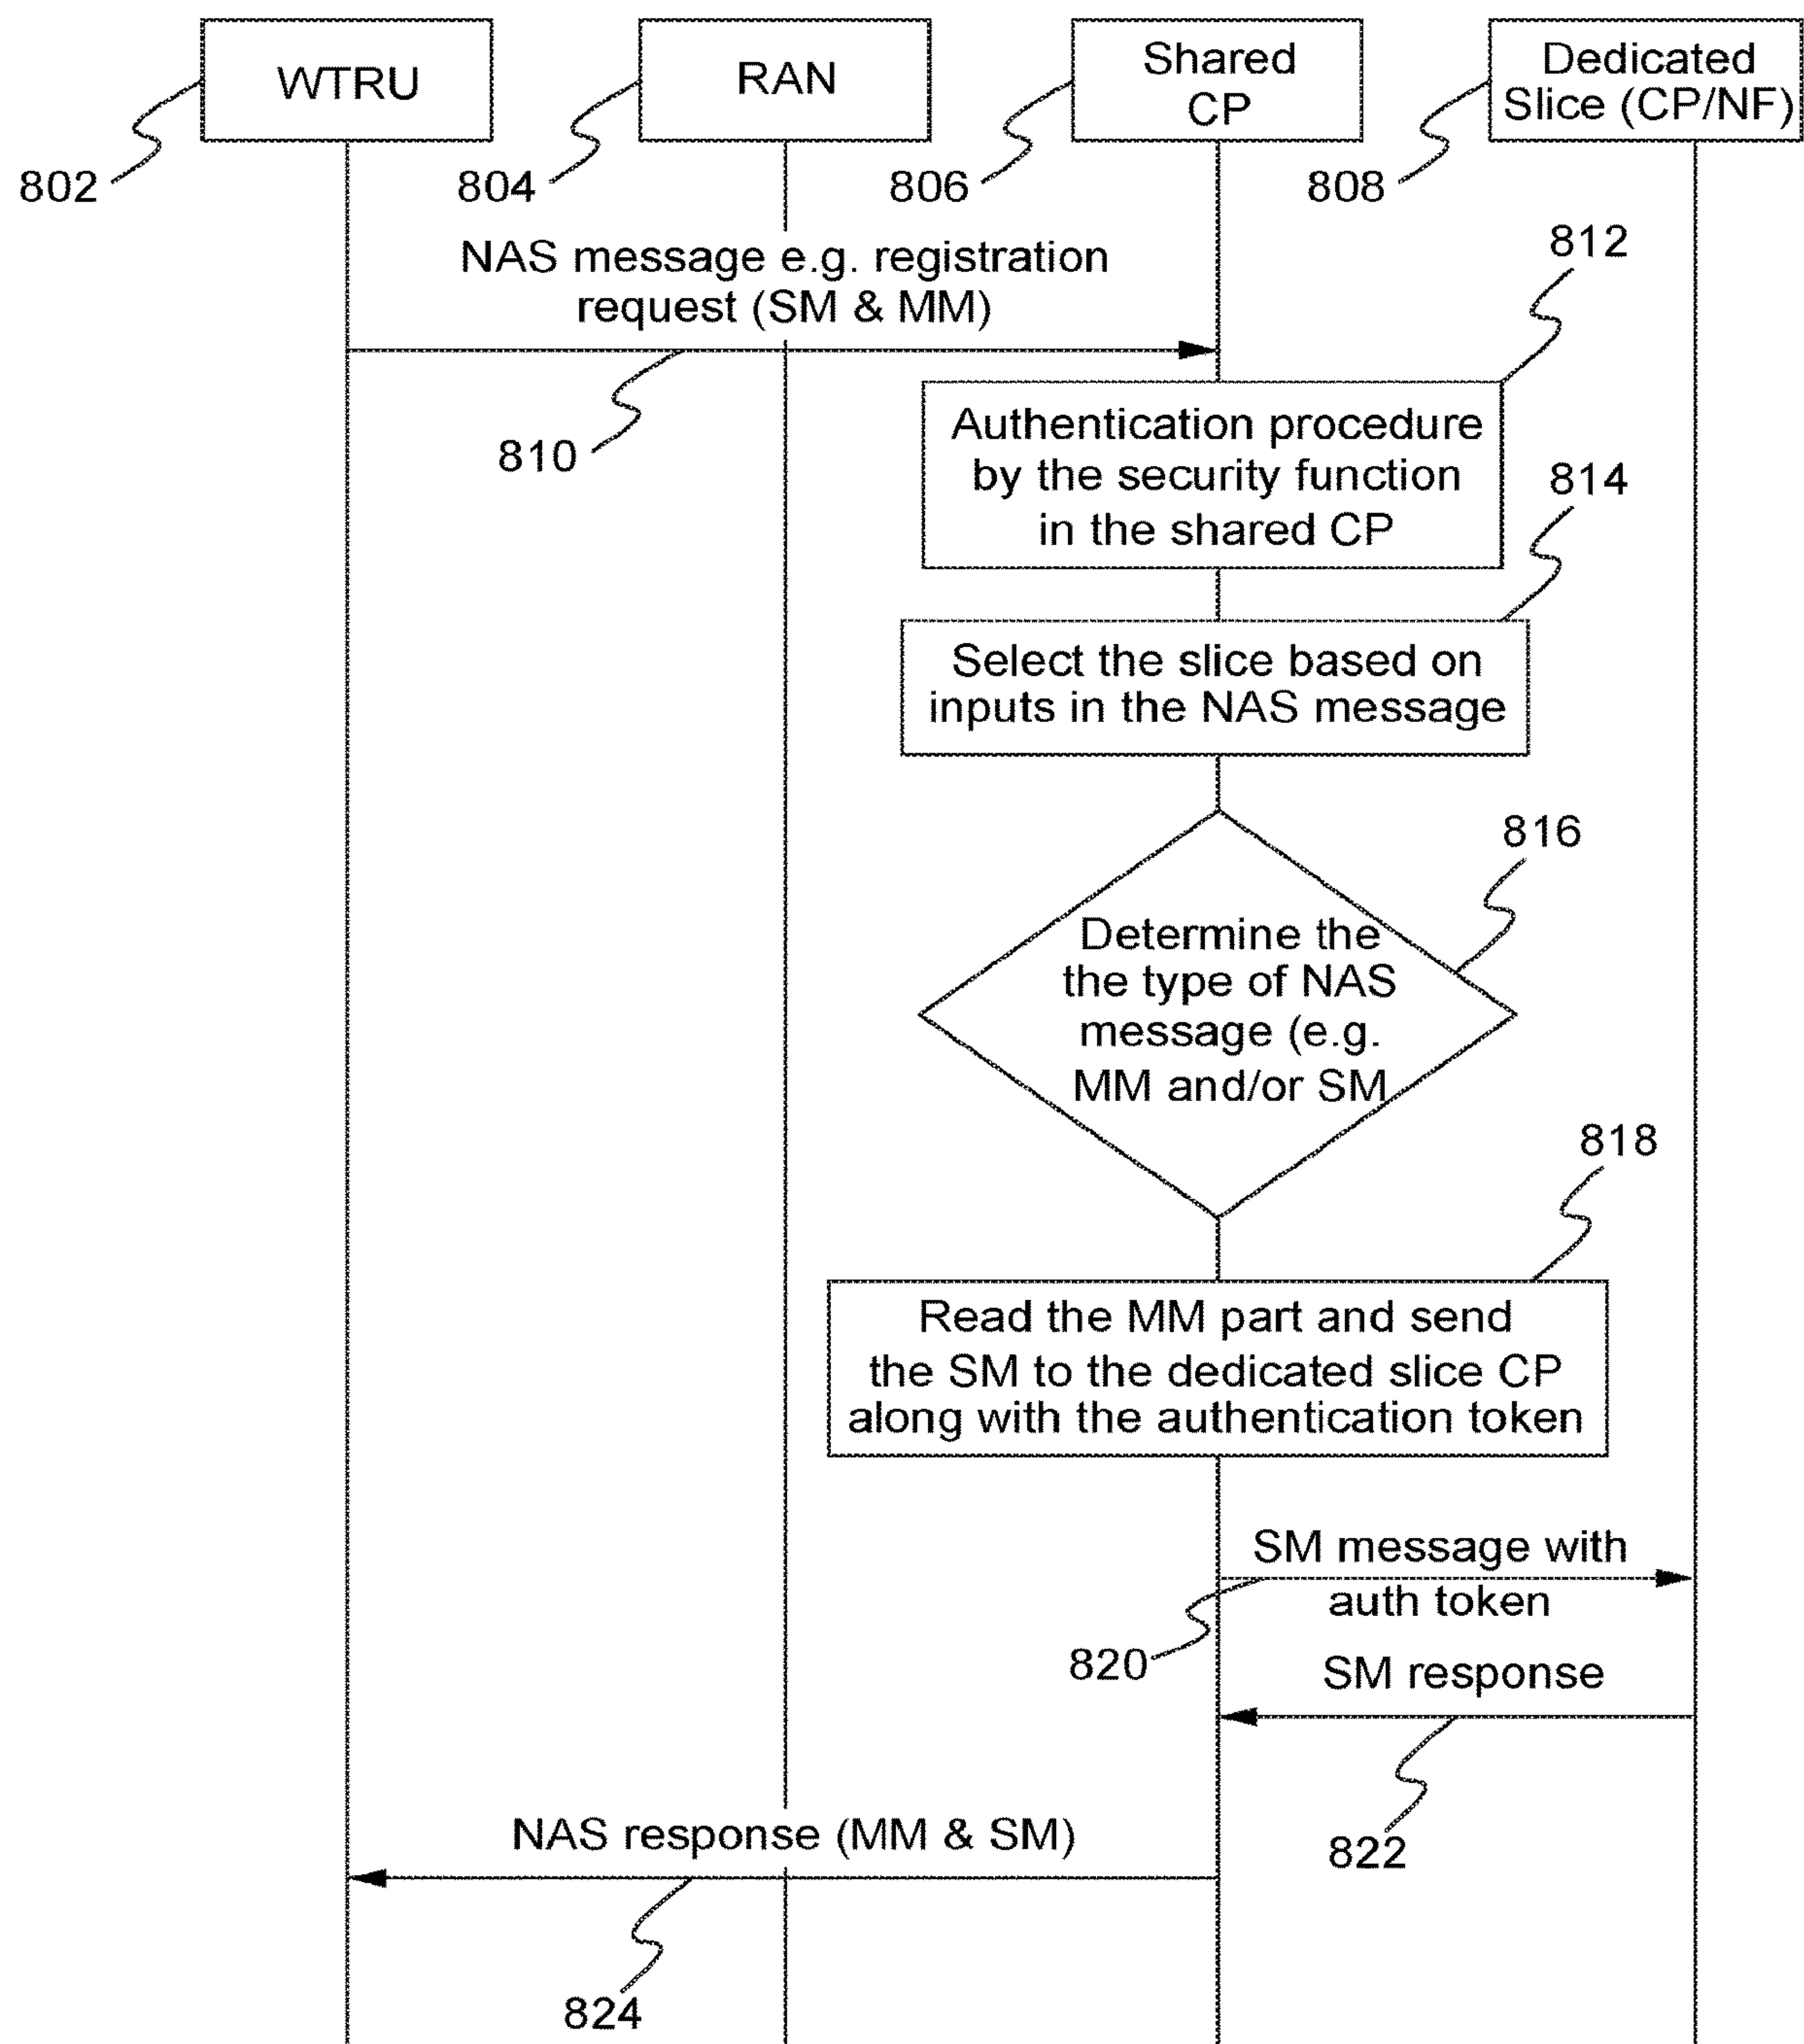 WTRU
RAN
Shared
CP
Dedicated
Slice (CP/NF)
802
804
806
808
NAS message e.g. registration
request (SM & MM)
812
810
Authentication procedure
by the security function
in the shared CP
814
Select the slice based on
inputs in the NAS message
816
Determine the
the type of NAS
message (e.g.
MM and/or SM
818
Read the MM part and send
the SM to the dedicated slice CP
along with the authentication token
SM message with
auth token
820
SM response
822
NAS response (MM & SM)
824